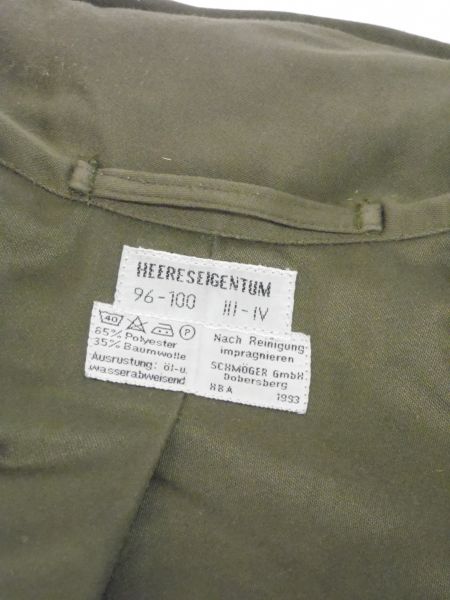 HEERESEIGENTUM
96-100 III-IV
40 P
65% Polyester
35% Baumwolle
Ausrustung: öl-u.
wasserabweisend
Nach Reinigung
imprägnieren
SCHMÖGER GmbH
Dobersberg
HBA 1993